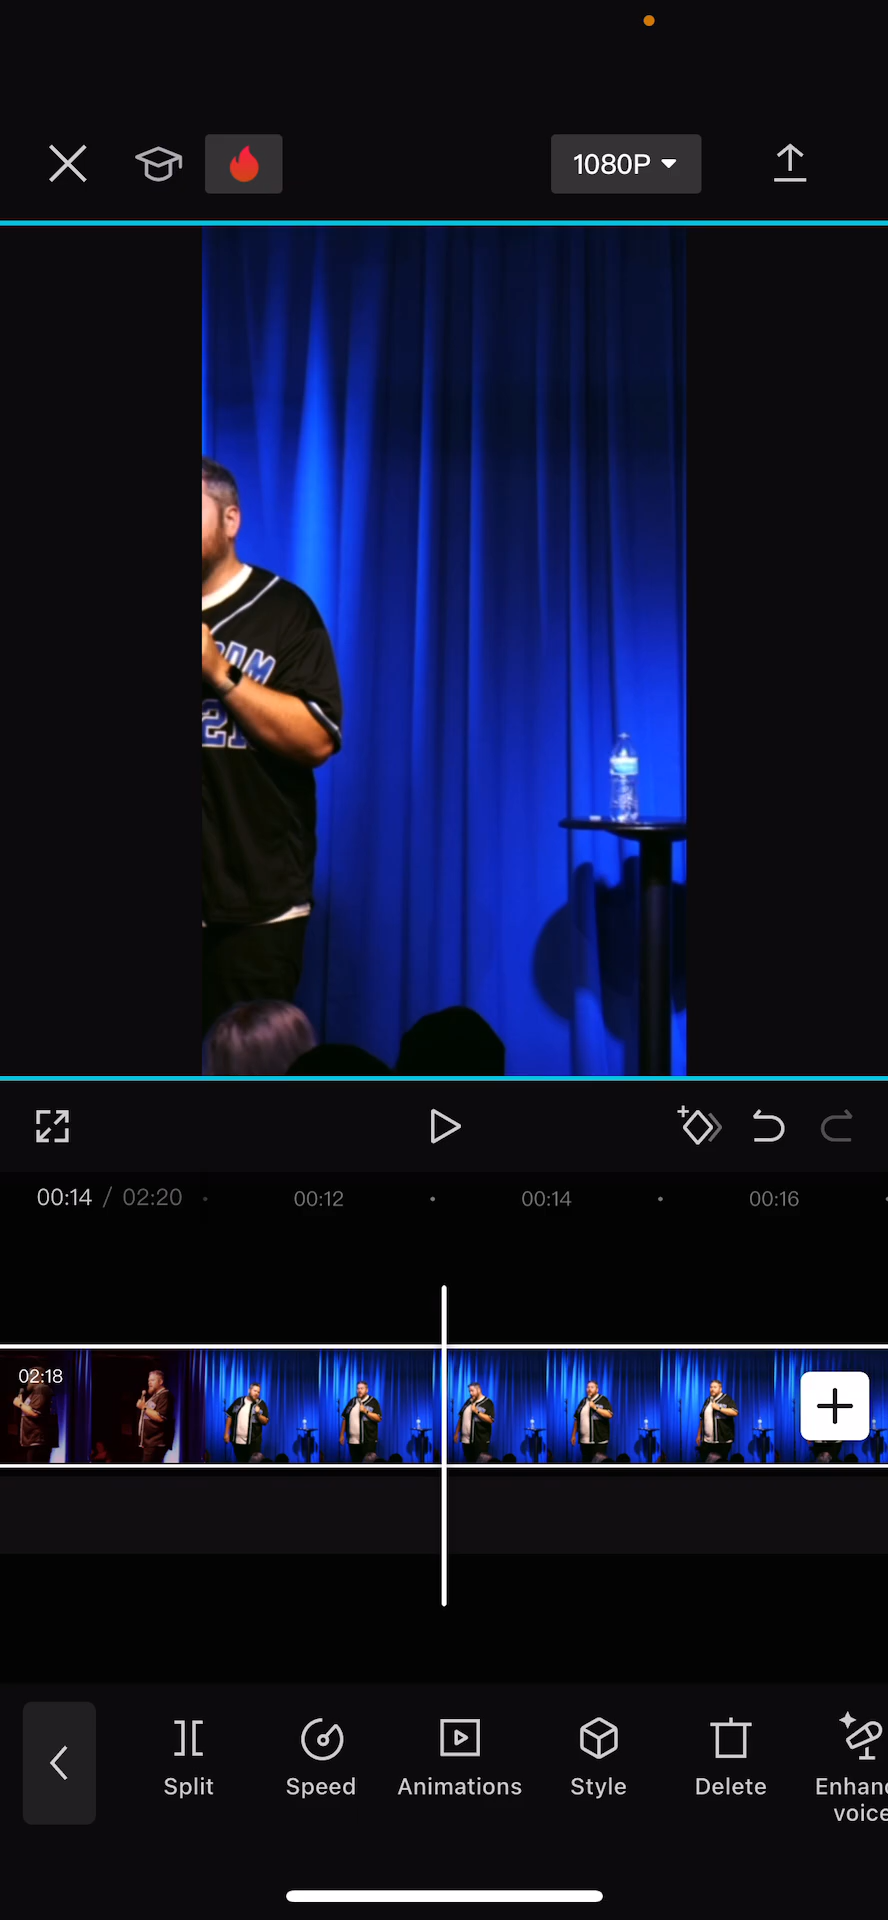 1080P
00:14 / 02:20
00:12
00:14
00:16
02:18
Split
Speed
Animations
Style
Delete
Enhanc
voice
21